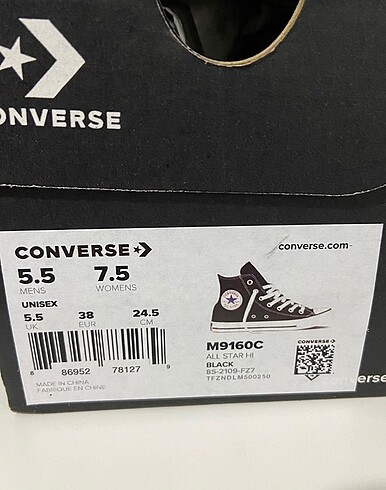 ONVERSE
CONVERSE
converse.com
5.5 7.5
MENS WOMENS
UNISEX
5.5 38 24.5
UK EUR CM
M9160C
ALL STAR HI
BLACK
BS-2109-FZ7
TFZNDLM500250
CONVERSE
8 86952 78127 9
MADE IN CHINA
FABRIQUE EN CHINE
erse